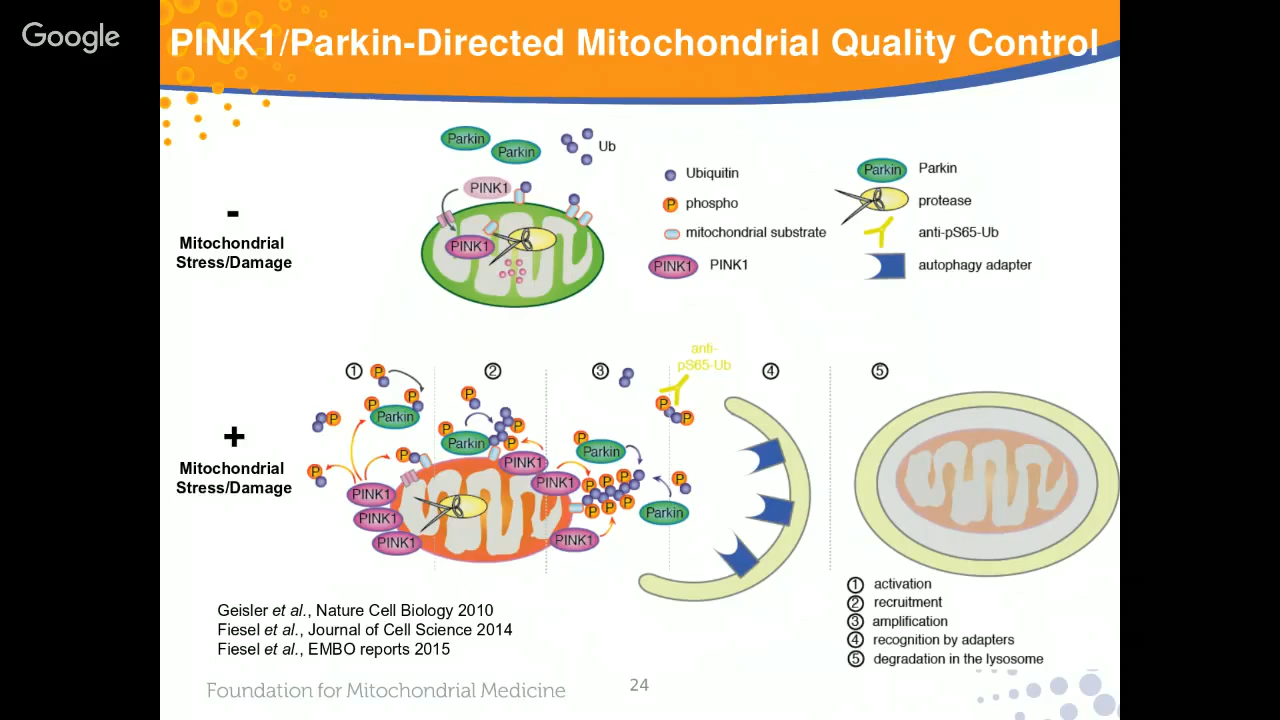 Google
PINK1/Parkin-Directed Mitochondrial Quality Control
Parkin
Parkin
Ub
PINK1
PINK1
-
Mitochondrial
Stress/Damage
Ubiquitin
P phospho
mitochondrial substrate
PINK1 PINK1
Parkin Parkin
protease
anti-pS65-Ub
autophagy adapter
+
Mitochondrial
Stress/Damage
1
P
P
P
Parkin
P
P
P
PINK1
PINK1
PINK1
2
P
P
P
Parkin
P
PINK1
PINK1
PINK1
3
anti-
pS65-Ub
P
P
P
Parkin
P
P
P
P
P
P
P
P
Parkin
4
5
1 activation
2 recruitment
3 amplification
4 recognition by adapters
5 degradation in the lysosome
Geisler et al., Nature Cell Biology 2010
Fiesel et al., Journal of Cell Science 2014
Fiesel et al., EMBO reports 2015
Foundation for Mitochondrial Medicine
24